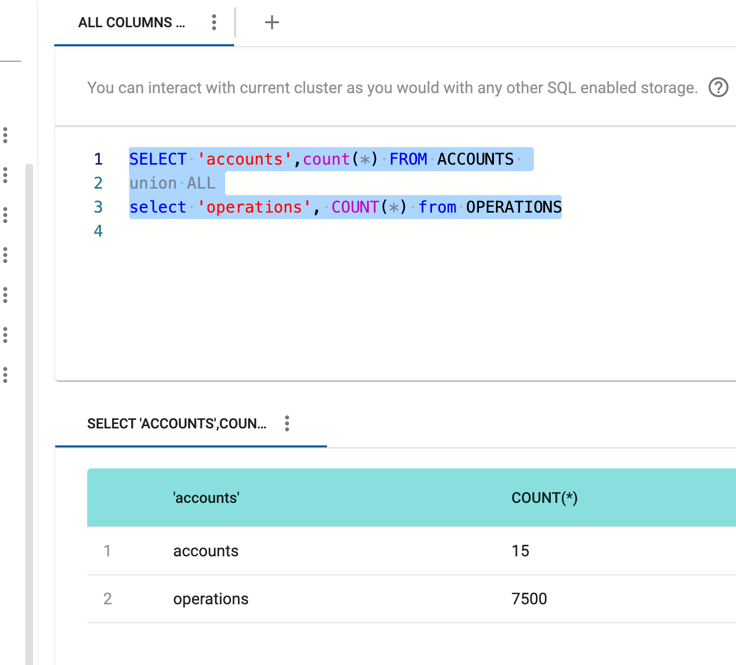 ALL COLUMNS ...
You can interact with current cluster as you would with any other SQL enabled storage.
1 SELECT 'accounts',count(*) FROM ACCOUNTS
2 union ALL
3 select 'operations', COUNT(*) from OPERATIONS
4
SELECT 'ACCOUNTS',COUN...
'accounts' COUNT(*)
1 accounts 15
2 operations 7500